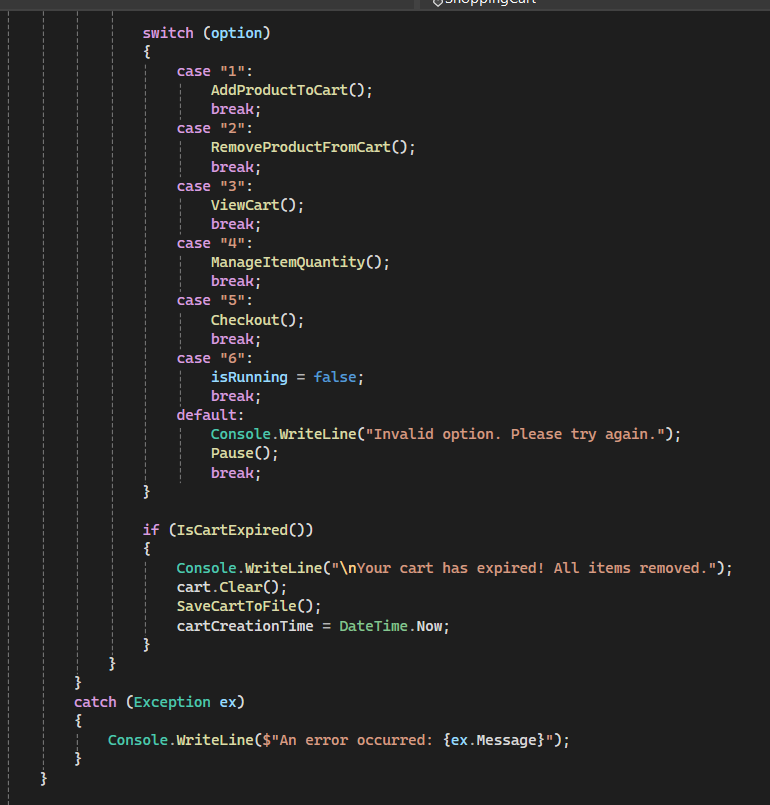 ShoppingCart
switch (option)
{
case "1":
AddProductToCart();
break;
case "2":
RemoveProductFromCart();
break;
case "3":
ViewCart();
break;
case "4":
ManageItemQuantity();
break;
case "5":
Checkout();
break;
case "6":
isRunning = false;
break;
default:
Console.WriteLine("Invalid option. Please try again.");
Pause();
break;
}
if (IsCartExpired())
{
Console.WriteLine("\nYour cart has expired! All items removed.");
cart.Clear();
SaveCartToFile();
cartCreationTime = DateTime.Now;
}
}
}
catch (Exception ex)
{
Console.WriteLine($"An error occurred: {ex.Message}");
}
}